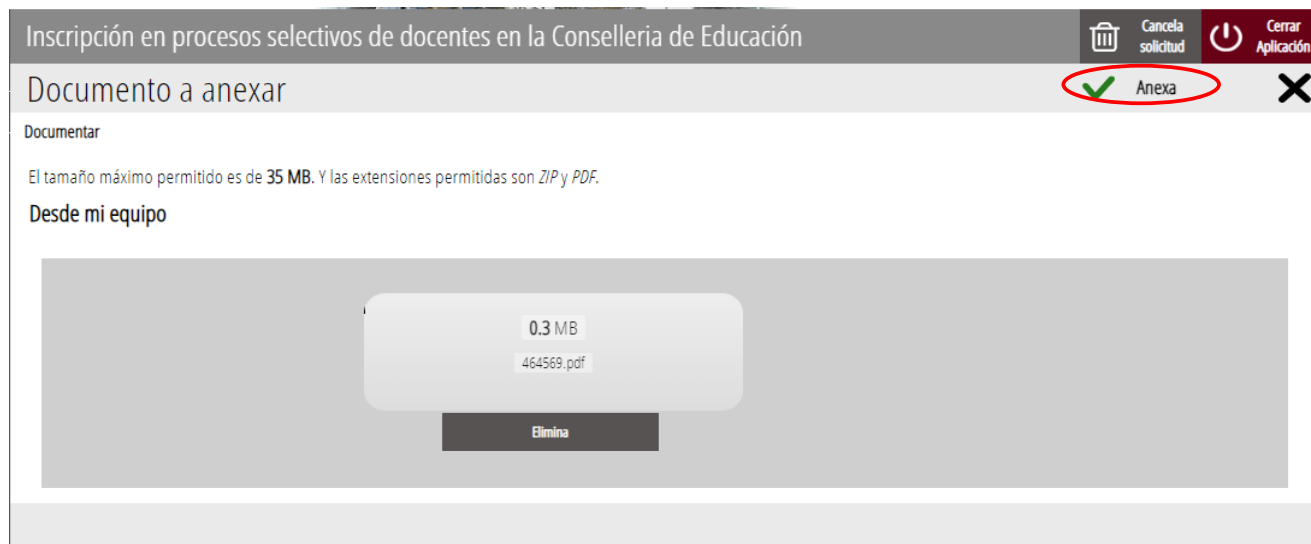 Inscripción en procesos selectivos de docentes en la Conselleria de Educación
Cancela
solicitud
Cerrar
Aplicación
Documento a anexar
Anexa
Documentar
El tamaño máximo permitido es de 35 MB. Y las extensiones permitidas son ZIP y PDF.
Desde mi equipo
0.3 MB
464569.pdf
Elimina